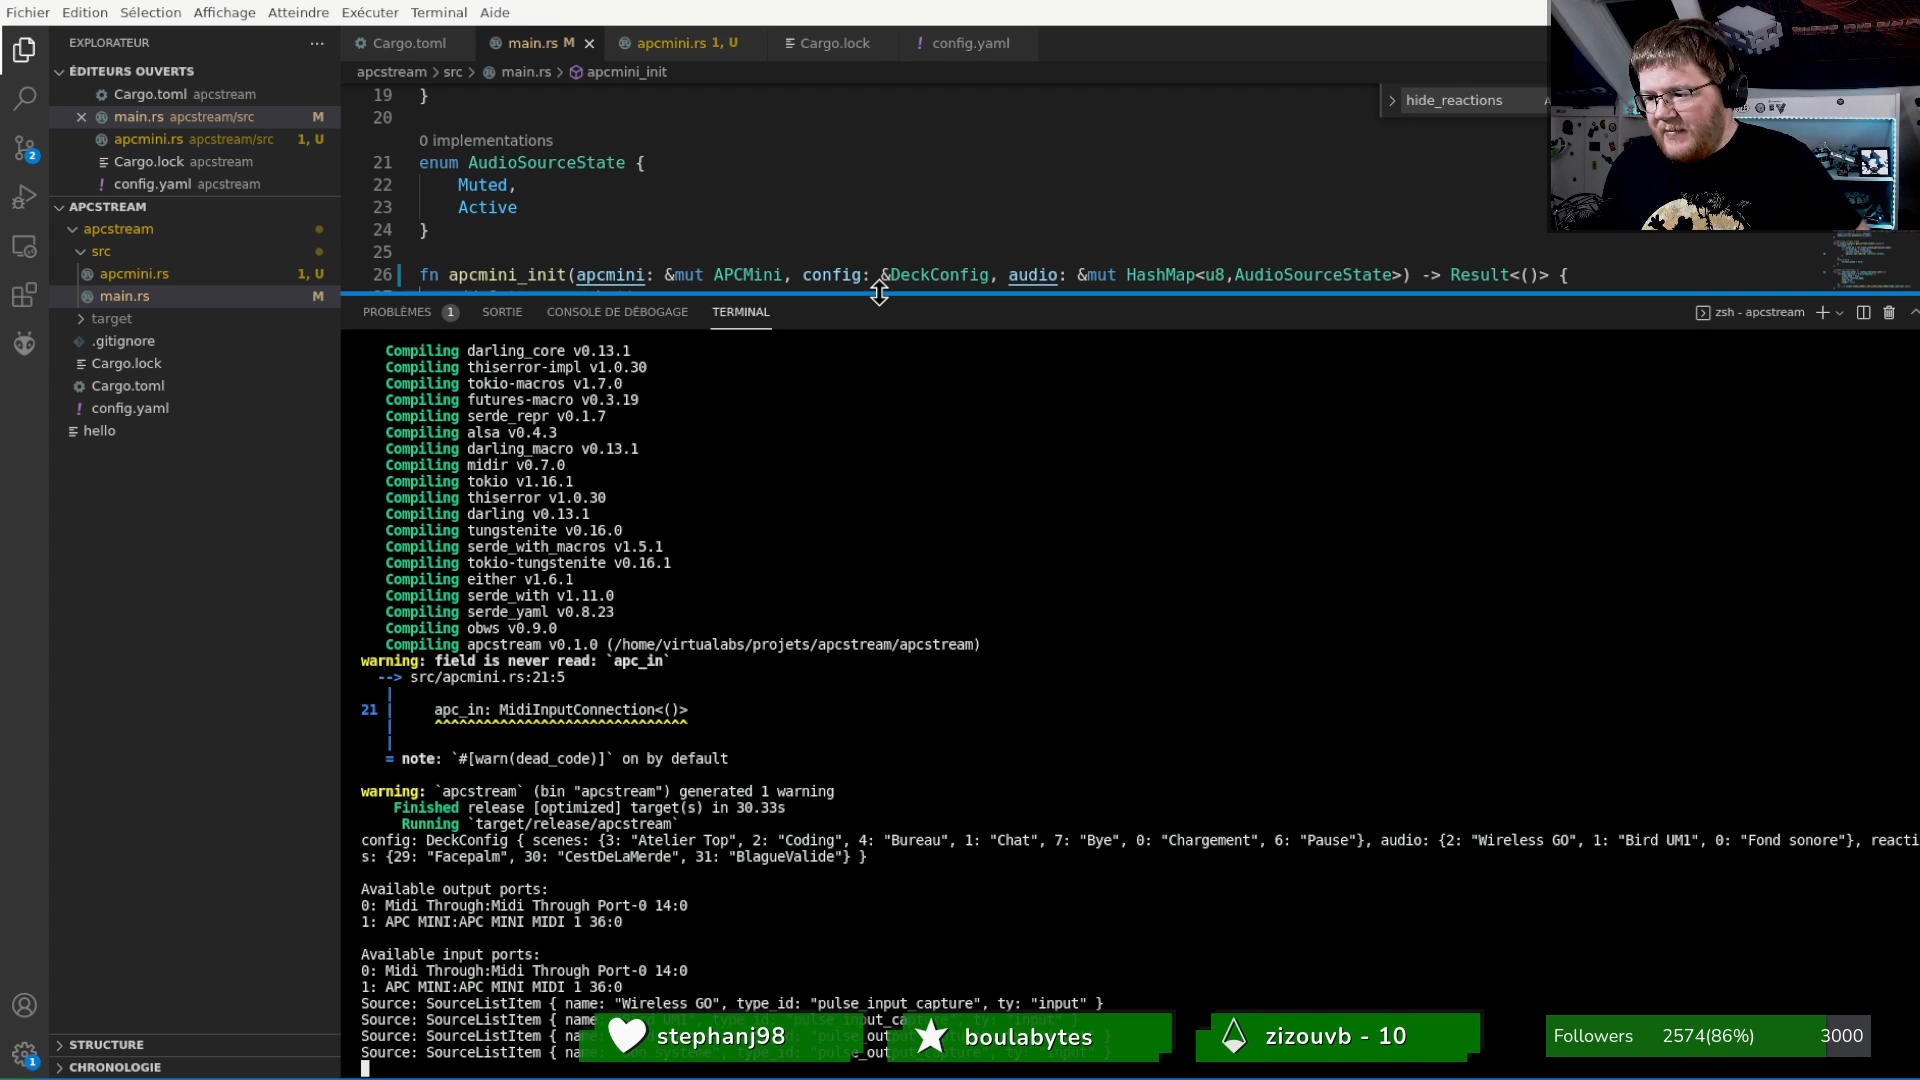 Fichier Edition Sélection Affichage Atteindre Exécuter Terminal Aide
EXPLORATEUR ···
ÉDITEURS OUVERTS
Cargo.toml apcstream
main.rs apcstream/src M
apcmini.rs apcstream/src 1, U
Cargo.lock apcstream
config.yaml apcstream
APCSTREAM
apcstream
src
apcmini.rs 1, U
main.rs M
target
.gitignore
Cargo.lock
Cargo.toml
config.yaml
hello
STRUCTURE
CHRONOLOGIE
2
1
Cargo.toml main.rs M apcmini.rs 1, U Cargo.lock config.yaml
apcstream > src > main.rs > apcmini_init
hide_reactions
19 }
20
0 implementations
21 enum AudioSourceState {
22 Muted,
23 Active
24 }
25
26 fn apcmini_init(apcmini: &mut APCMini, config: &DeckConfig, audio: &mut HashMap<u8,AudioSourceState>) -> Result<()> {
PROBLÈMES 1 SORTIE CONSOLE DE DÉBOGAGE TERMINAL
zsh - apcstream
Compiling darling_core v0.13.1
Compiling thiserror-impl v1.0.30
Compiling tokio-macros v1.7.0
Compiling futures-macro v0.3.19
Compiling serde_repr v0.1.7
Compiling alsa v0.4.3
Compiling darling_macro v0.13.1
Compiling midir v0.7.0
Compiling tokio v1.16.1
Compiling thiserror v1.0.30
Compiling darling v0.13.1
Compiling tungstenite v0.16.0
Compiling serde_with_macros v1.5.1
Compiling tokio-tungstenite v0.16.1
Compiling either v1.6.1
Compiling serde_with v1.11.0
Compiling serde_yaml v0.8.23
Compiling obws v0.9.0
Compiling apcstream v0.1.0 (/home/virtualabs/projets/apcstream/apcstream)
warning: field is never read: `apc_in`
--> src/apcmini.rs:21:5
|
21 | apc_in: MidiInputConnection<()>
| ^^^^^^^^^^^^^^^^^^^^^^^^^^^^^^^
|
= note: `#[warn(dead_code)]` on by default
warning: `apcstream` (bin "apcstream") generated 1 warning
Finished release [optimized] target(s) in 30.33s
Running `target/release/apcstream`
config: DeckConfig { scenes: {3: "Atelier Top", 2: "Coding", 4: "Bureau", 1: "Chat", 7: "Bye", 0: "Chargement", 6: "Pause"}, audio: {2: "Wireless GO", 1: "Bird UM1", 0: "Fond sonore"}, reacti
s: {29: "Facepalm", 30: "CestDeLaMerde", 31: "BlagueValide"} }
Available output ports:
0: Midi Through:Midi Through Port-0 14:0
1: APC MINI:APC MINI MIDI 1 36:0
Available input ports:
0: Midi Through:Midi Through Port-0 14:0
1: APC MINI:APC MINI MIDI 1 36:0
Source: SourceListItem { name: "Wireless GO", type_id: "pulse_input_capture", ty: "input" }
Source: SourceListItem { name
Source: SourceListItem { na
Source: SourceListItem { na
stephanj98
boulabytes
zizouvb - 10
Followers 2574(86%) 3000